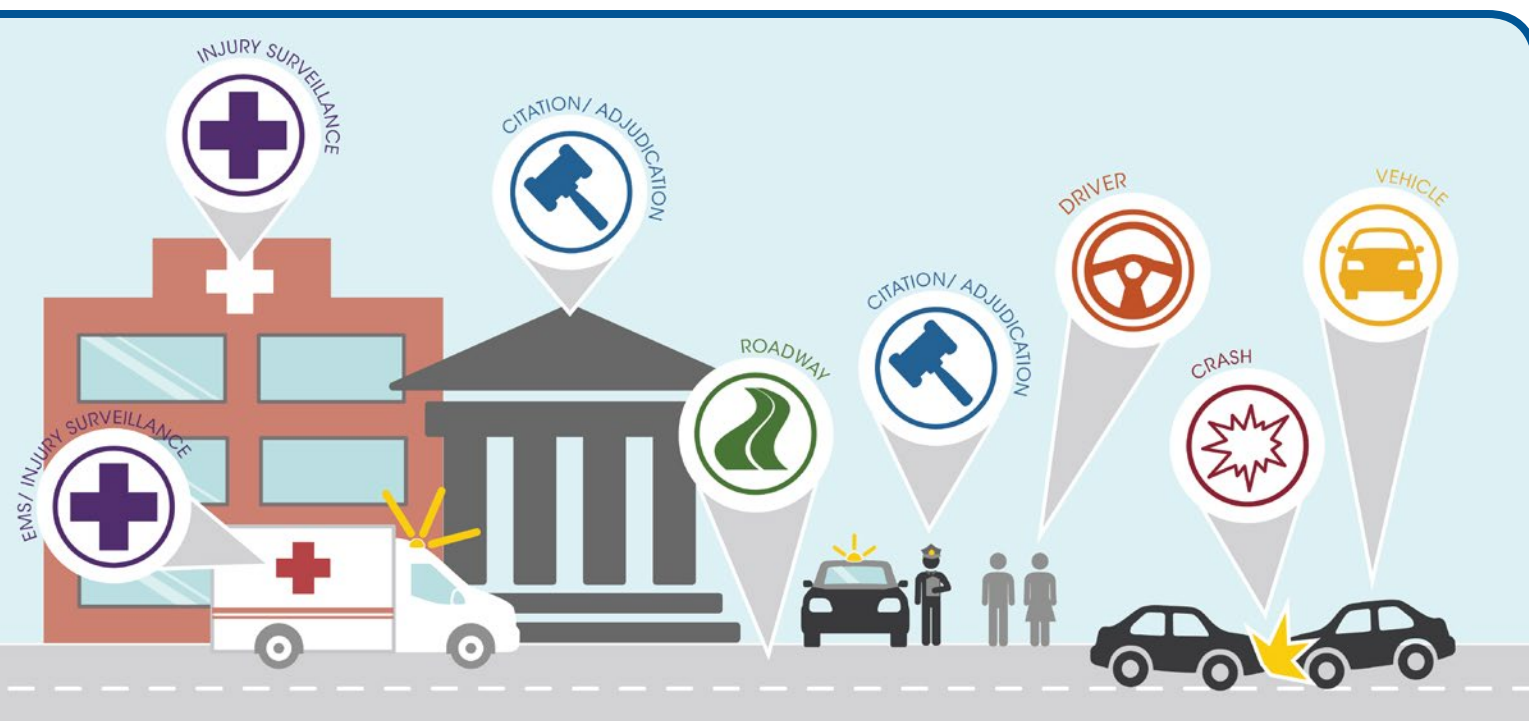 INJURY SURVEILLANCE
CITATION/ ADJUDICATION
DRIVER
VEHICLE
CITATION/ ADJUDICATION
ROADWAY
CRASH
EMS/ INJURY SURVEILLANCE